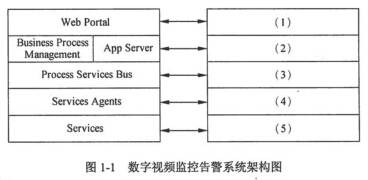 Web Portal
(1)
Business Process
Management
App Server
(2)
Process Services Bus
(3)
Services Agents
(4)
Services
(5)
图 1-1 数字视频监控告警系统架构图